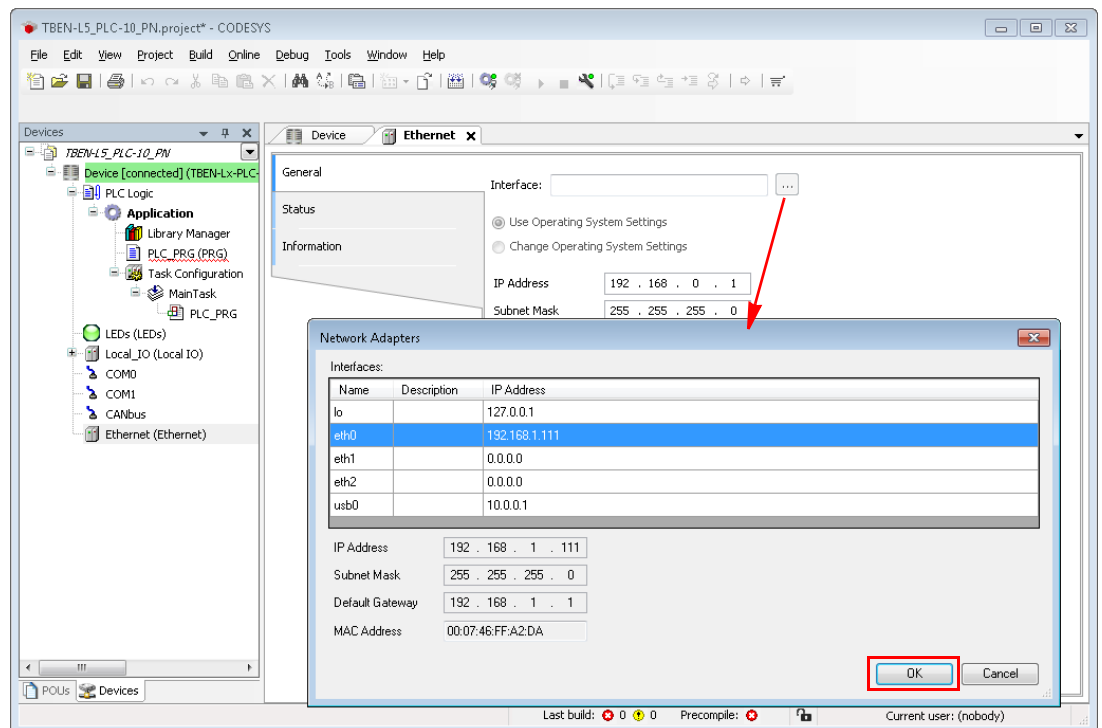 TBEN-L5_PLC-10_PN.project* - CODESYS
File Edit View Project Build Online Debug Tools Window Help
Devices
TBEN-L5_PLC-10_PN
Device [connected] (TBEN-Lx-PLC-
PLC Logic
Application
Library Manager
PLC_PRG (PRG)
Task Configuration
MainTask
PLC_PRG
LEDs (LEDs)
Local_IO (Local IO)
COM0
COM1
CANbus
Ethernet (Ethernet)
POUs Devices
Device Ethernet
General
Status
Information
Interface: ...
Use Operating System Settings
Change Operating System Settings
IP Address 192 . 168 . 0 . 1
Subnet Mask 255 . 255 . 255 . 0
Network Adapters
Interfaces:
Name Description IP Address
lo 127.0.0.1
eth0 192.168.1.111
eth1 0.0.0.0
eth2 0.0.0.0
usb0 10.0.0.1
IP Address 192 . 168 . 1 . 111
Subnet Mask 255 . 255 . 255 . 0
Default Gateway 192 . 168 . 1 . 1
MAC Address 00:07:46:FF:A2:DA
OK Cancel
Last build: 0 0 Precompile: Current user: (nobody)